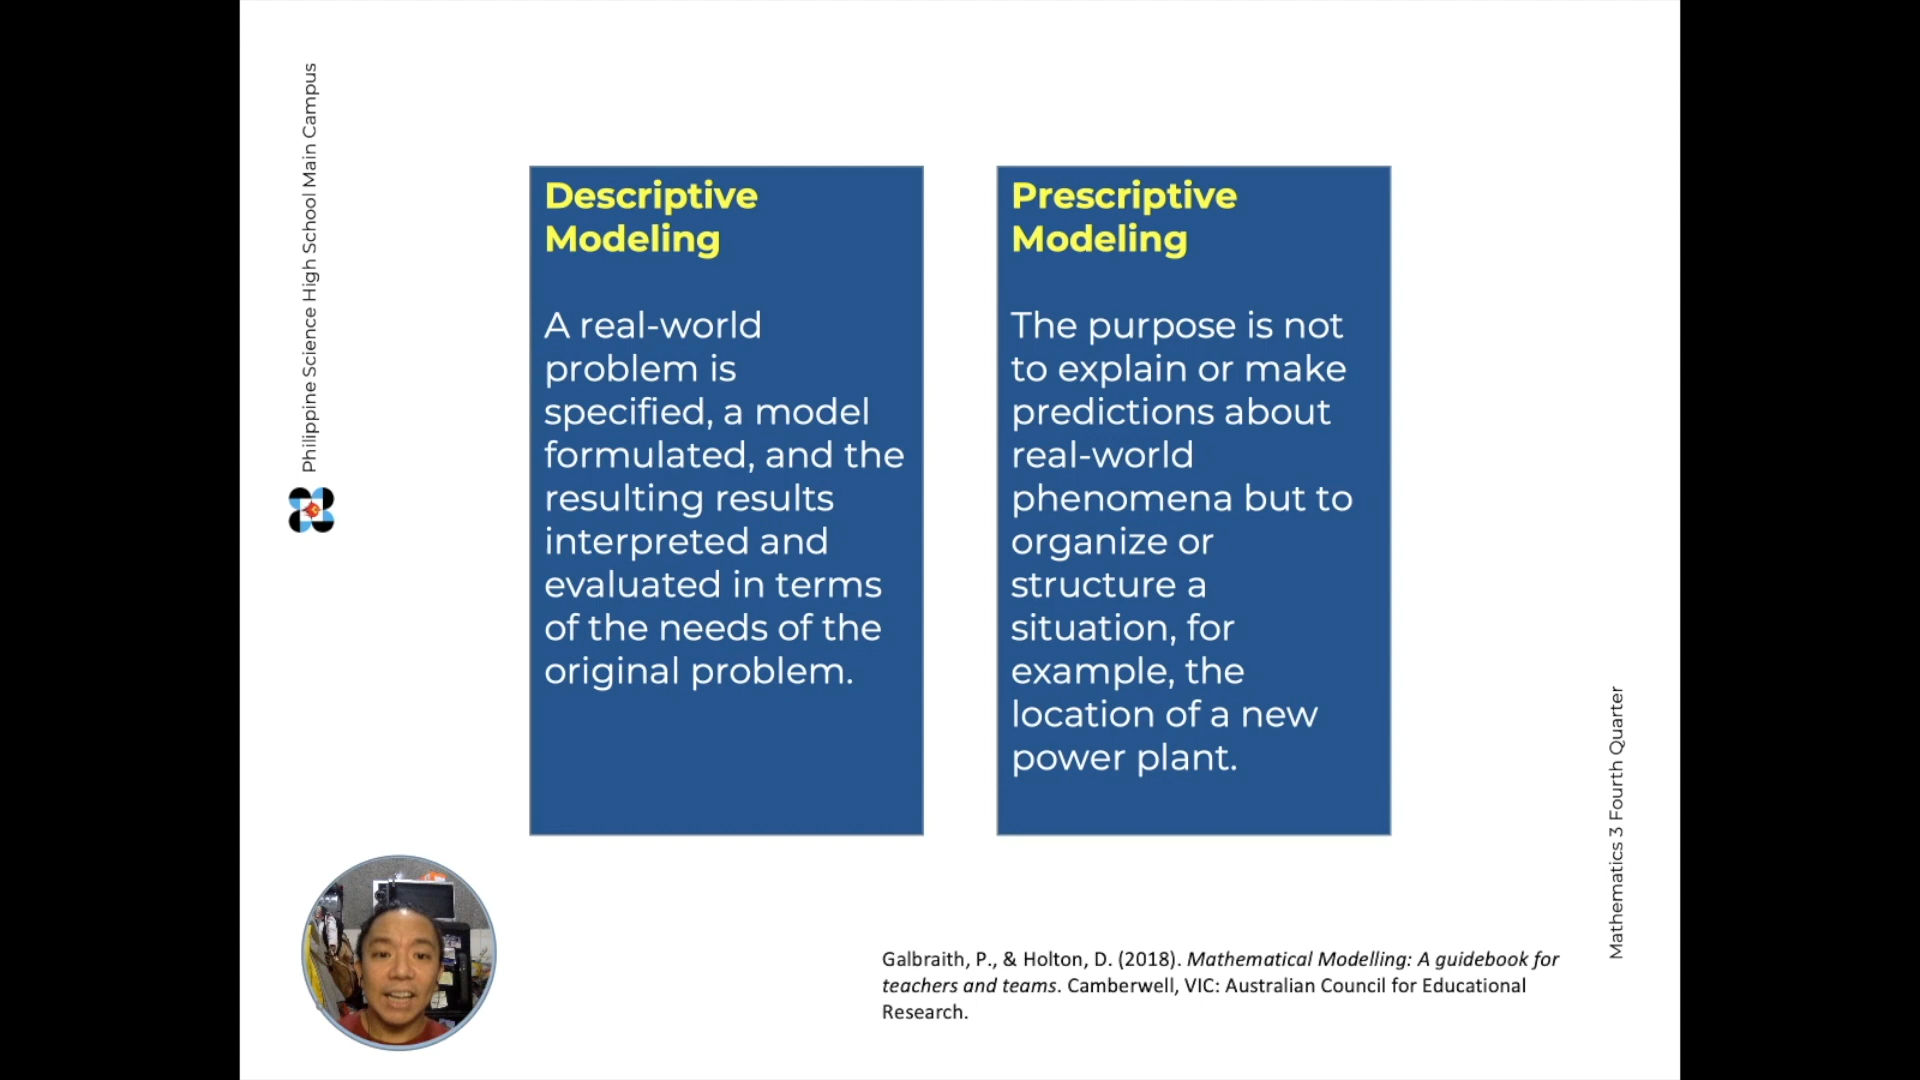 Philippine Science High School Main Campus
Descriptive
Modeling
A real-world
problem is
specified, a model
formulated, and the
resulting results
interpreted and
evaluated in terms
of the needs of the
original problem.
Prescriptive
Modeling
The purpose is not
to explain or make
predictions about
real-world
phenomena but to
organize or
structure a
situation, for
example, the
location of a new
power plant.
Mathematics 3 Fourth Quarter
Galbraith, P., & Holton, D. (2018). Mathematical Modelling: A guidebook for
teachers and teams. Camberwell, VIC: Australian Council for Educational
Research.